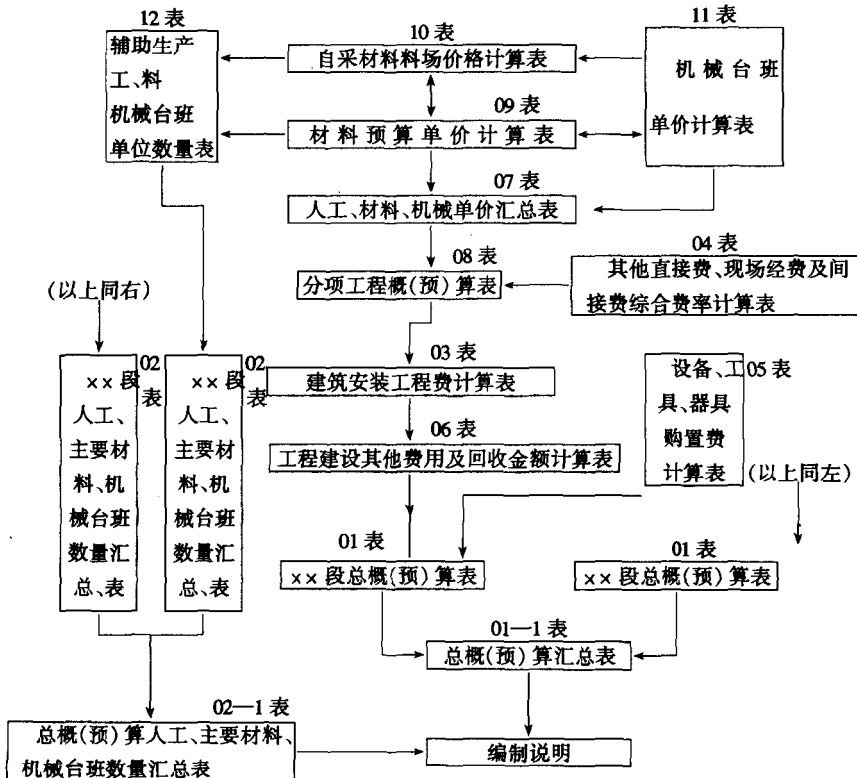 12 表
辅助生产
工、料
机械台班
单位数量表
10 表
自采材料料场价格计算表
11 表
机械台班
单价计算表
09 表
材料预算单价计算表
07 表
人工、材料、机械单价汇总表
08 表
分项工程概(预)算表
04 表
其他直接费、现场经费及间
接费综合费率计算表
(以上同右)
02
表
××段
人工、
主要材
料、机
械台班
数量汇
总、表
02
表
××段
人工、
主要材
料、机
械台班
数量汇
总、表
03 表
建筑安装工程费计算表
05 表
设备、工
具、器具
购置费
计算表
06 表
工程建设其他费用及回收金额计算表
(以上同左)
01 表
××段总概(预)算表
01 表
××段总概(预)算表
01—1 表
总概(预)算汇总表
02—1 表
总概(预)算人工、主要材料、
机械台班数量汇总表
编制说明